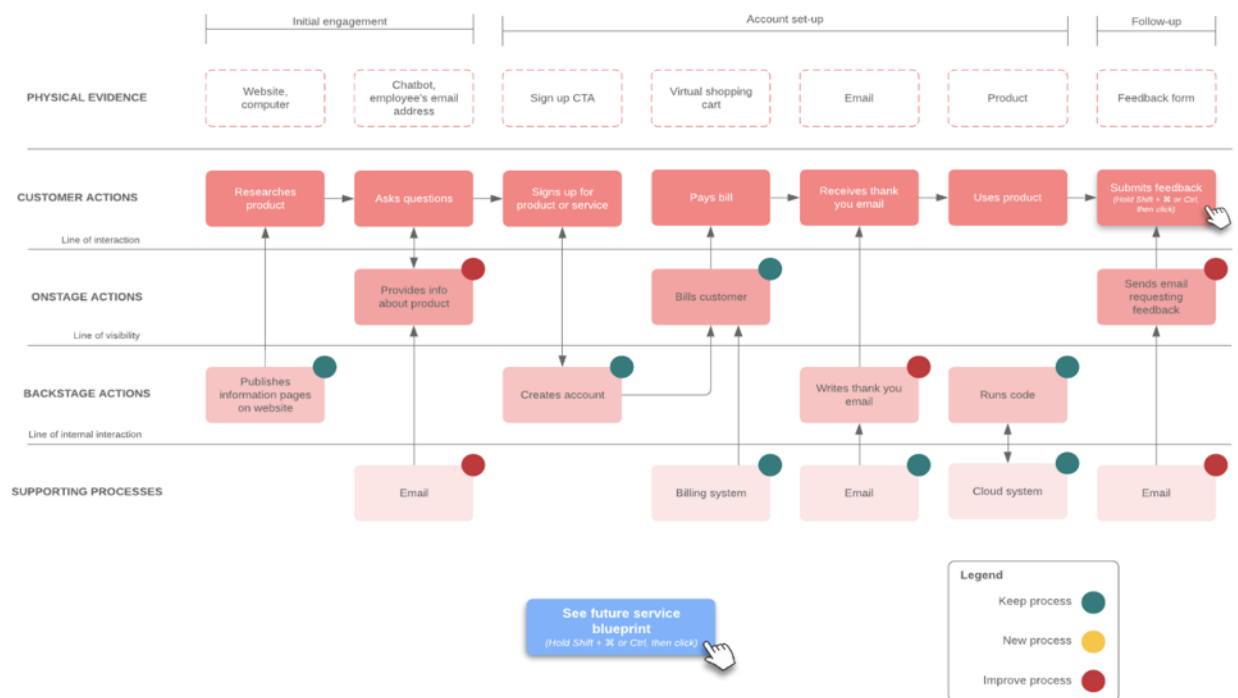 Initial engagement
Account set-up
Follow-up
PHYSICAL EVIDENCE
Website,
computer
Chatbot,
employee's email
address
Sign up CTA
Virtual shopping
cart
Email
Product
Feedback form
CUSTOMER ACTIONS
Researches
product
Asks questions
Signs up for
product or service
Pays bill
Receives thank
you email
Uses product
Submits feedback
(Hold Shift + ⌘ or Ctrl,
then click)
Line of interaction
ONSTAGE ACTIONS
Provides info
about product
Bills customer
Sends email
requesting
feedback
Line of visibility
BACKSTAGE ACTIONS
Publishes
information pages
on website
Creates account
Writes thank you
email
Runs code
Line of internal interaction
SUPPORTING PROCESSES
Email
Billing system
Email
Cloud system
Email
See future service
blueprint
(Hold Shift + ⌘ or Ctrl, then click)
Legend
Keep process
New process
Improve process